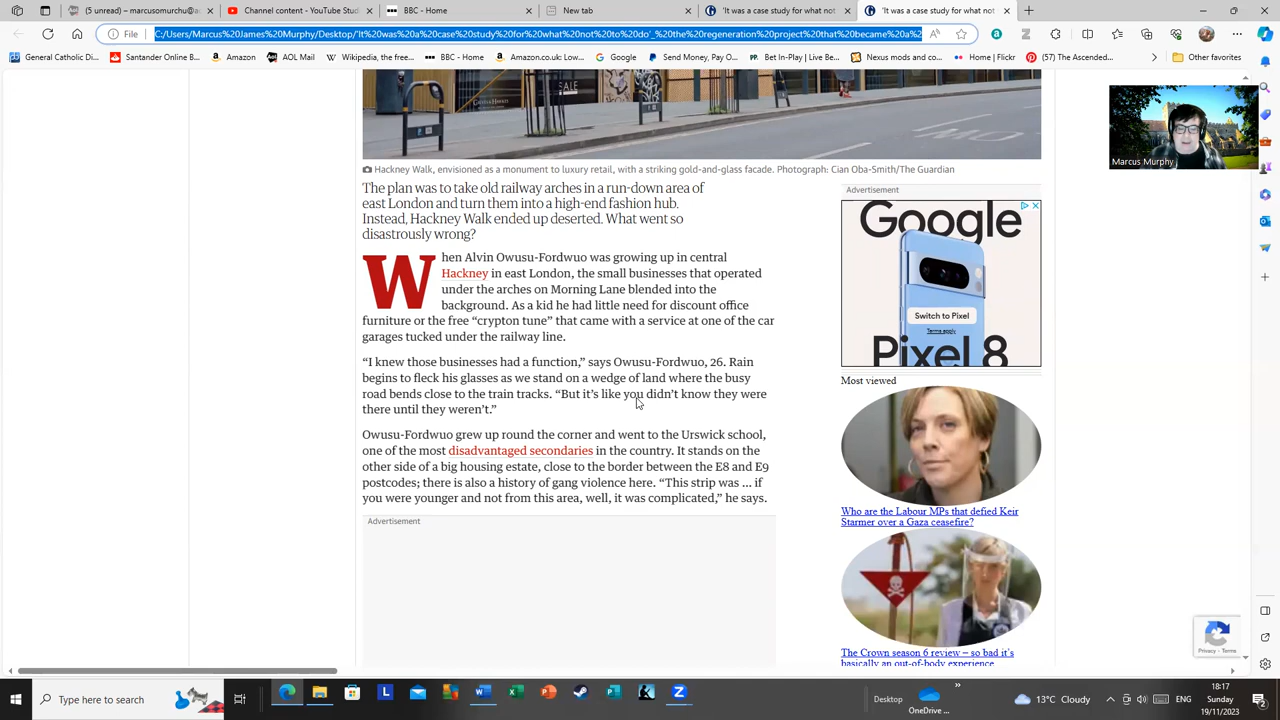 (5 unread) – marcusomurchu@ac
Channel content - YouTube Stud
BBC - Home
New tab
'It was a case study for what not
'It was a case study for what not
File
C:/Users/Marcus%20James%20Murphy/Desktop/'It%20was%20a%20case%20study%20for%20what%20not%20to%20do'_%20the%20regeneration%20project%20that%20became%20a%2
General Catholic Di...
Santander Online B...
Amazon
AOL Mail
Wikipedia, the free...
BBC - Home
Amazon.co.uk: Low...
Google
Send Money, Pay O...
Bet In-Play | Live Be...
Nexus mods and co...
Home | Flickr
(57) The Ascended...
Other favorites
SALE
Marcus Murphy
Hackney Walk, envisioned as a monument to luxury retail, with a striking gold-and-glass facade. Photograph: Cian Oba-Smith/The Guardian
The plan was to take old railway arches in a run-down area of
east London and turn them into a high-end fashion hub.
Instead, Hackney Walk ended up deserted. What went so
disastrously wrong?
When Alvin Owusu-Fordwuo was growing up in central
Hackney in east London, the small businesses that operated
under the arches on Morning Lane blended into the
background. As a kid he had little need for discount office
furniture or the free “crypton tune” that came with a service at one of the car
garages tucked under the railway line.
“I knew those businesses had a function,” says Owusu-Fordwuo, 26. Rain
begins to fleck his glasses as we stand on a wedge of land where the busy
road bends close to the train tracks. “But it’s like you didn’t know they were
there until they weren’t.”
Owusu-Fordwuo grew up round the corner and went to the Urswick school,
one of the most disadvantaged secondaries in the country. It stands on the
other side of a big housing estate, close to the border between the E8 and E9
postcodes; there is also a history of gang violence here. “This strip was ... if
you were younger and not from this area, well, it was complicated,” he says.
Advertisement
Advertisement
Google
Switch to Pixel
Terms apply
Pixel 8
Most viewed
Who are the Labour MPs that defied Keir
Starmer over a Gaza ceasefire?
The Crown season 6 review – so bad it’s
basically an out-of-body experience
Privacy - Terms
Type here to search
Desktop
OneDrive ...
13°C Cloudy
ENG
18:17
Sunday
19/11/2023